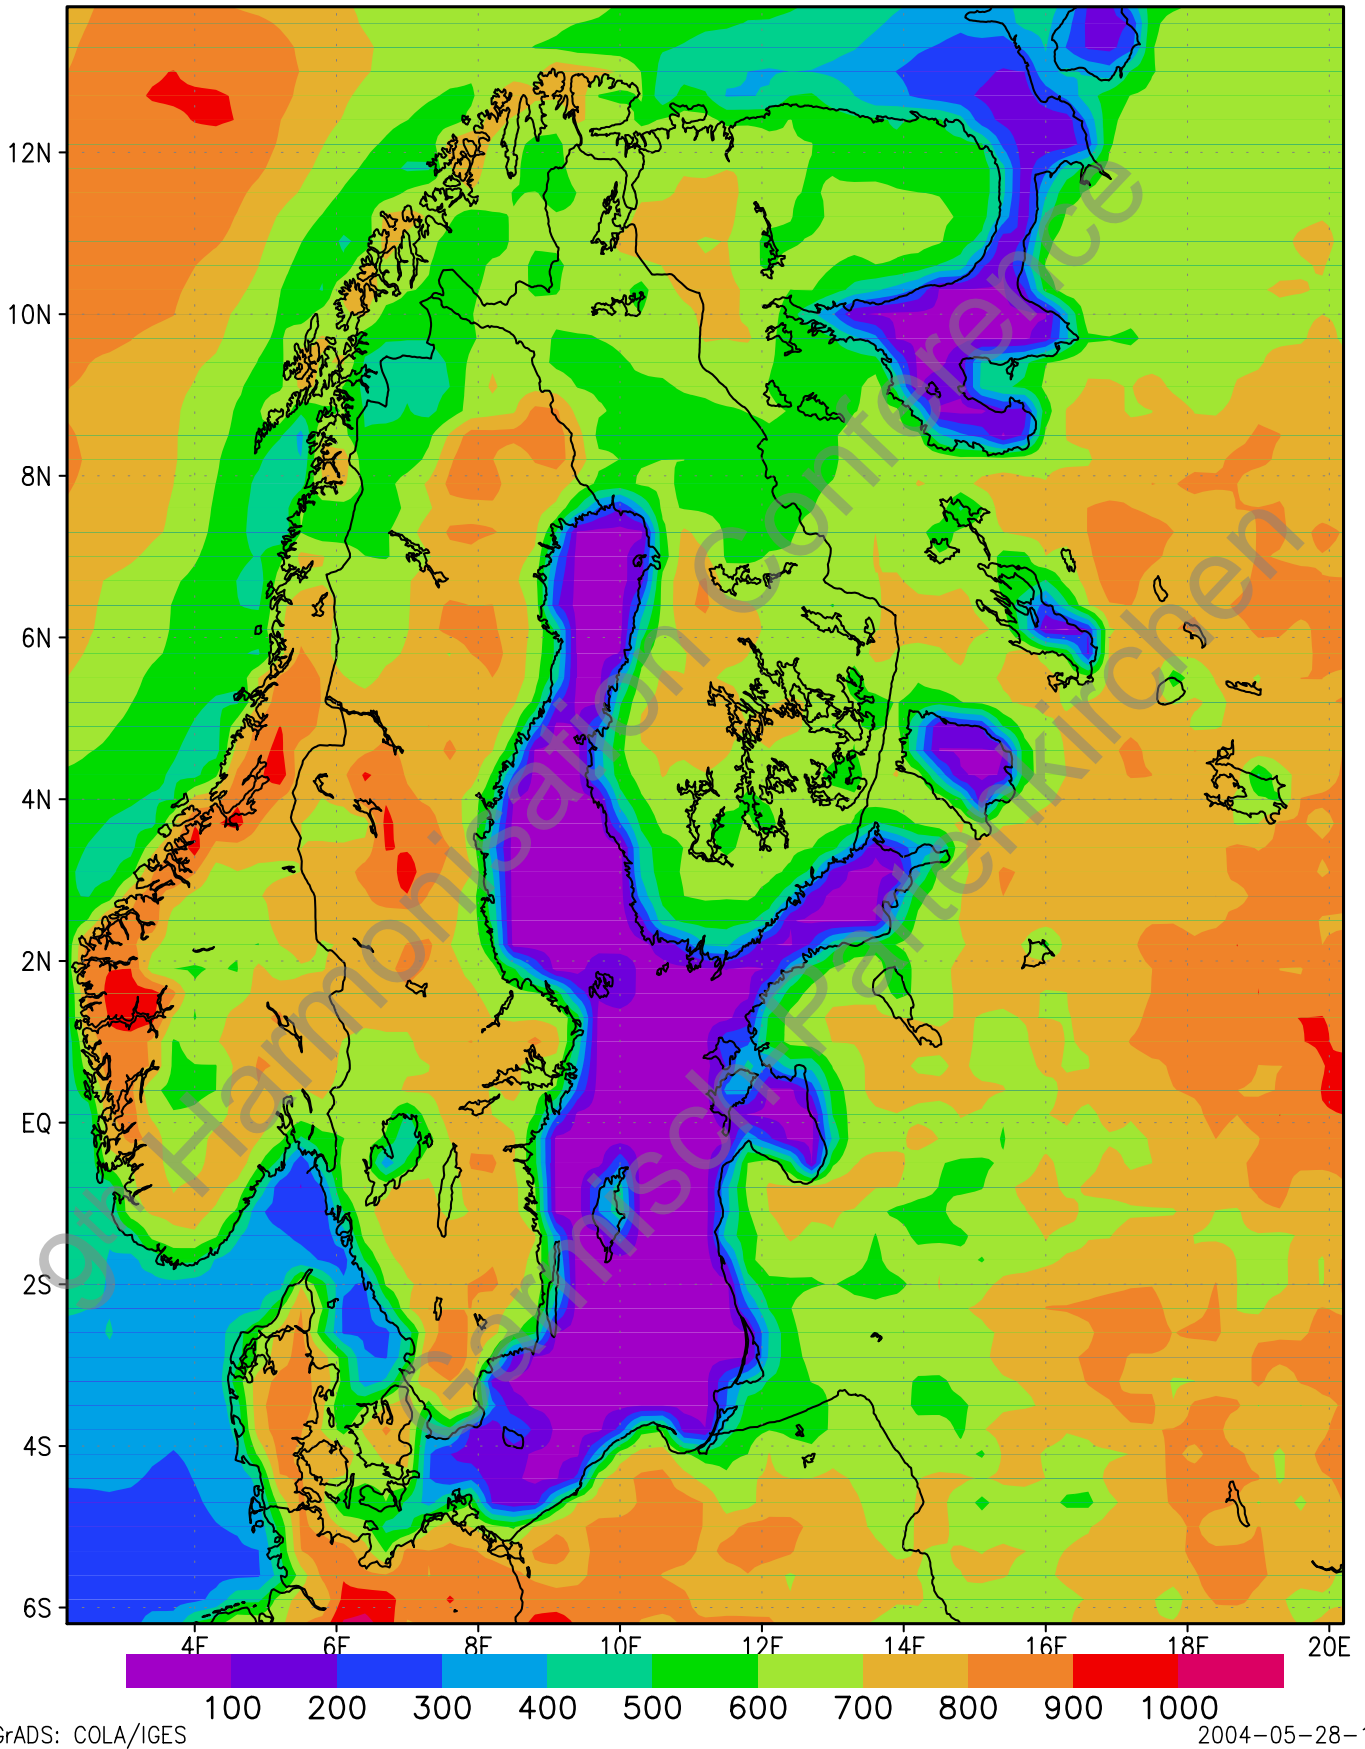 12N
10N
8N
6N
4N
2N
EQ
2S
4S
6S
4E 6E 8E 10E 12E 14E 16E 18E 20E
100 200 300 400 500 600 700 800 900 1000
GrADS: COLA/IGES
2004-05-28-1
9th Harmonisation Conference
Garmisch-Partenkirchen